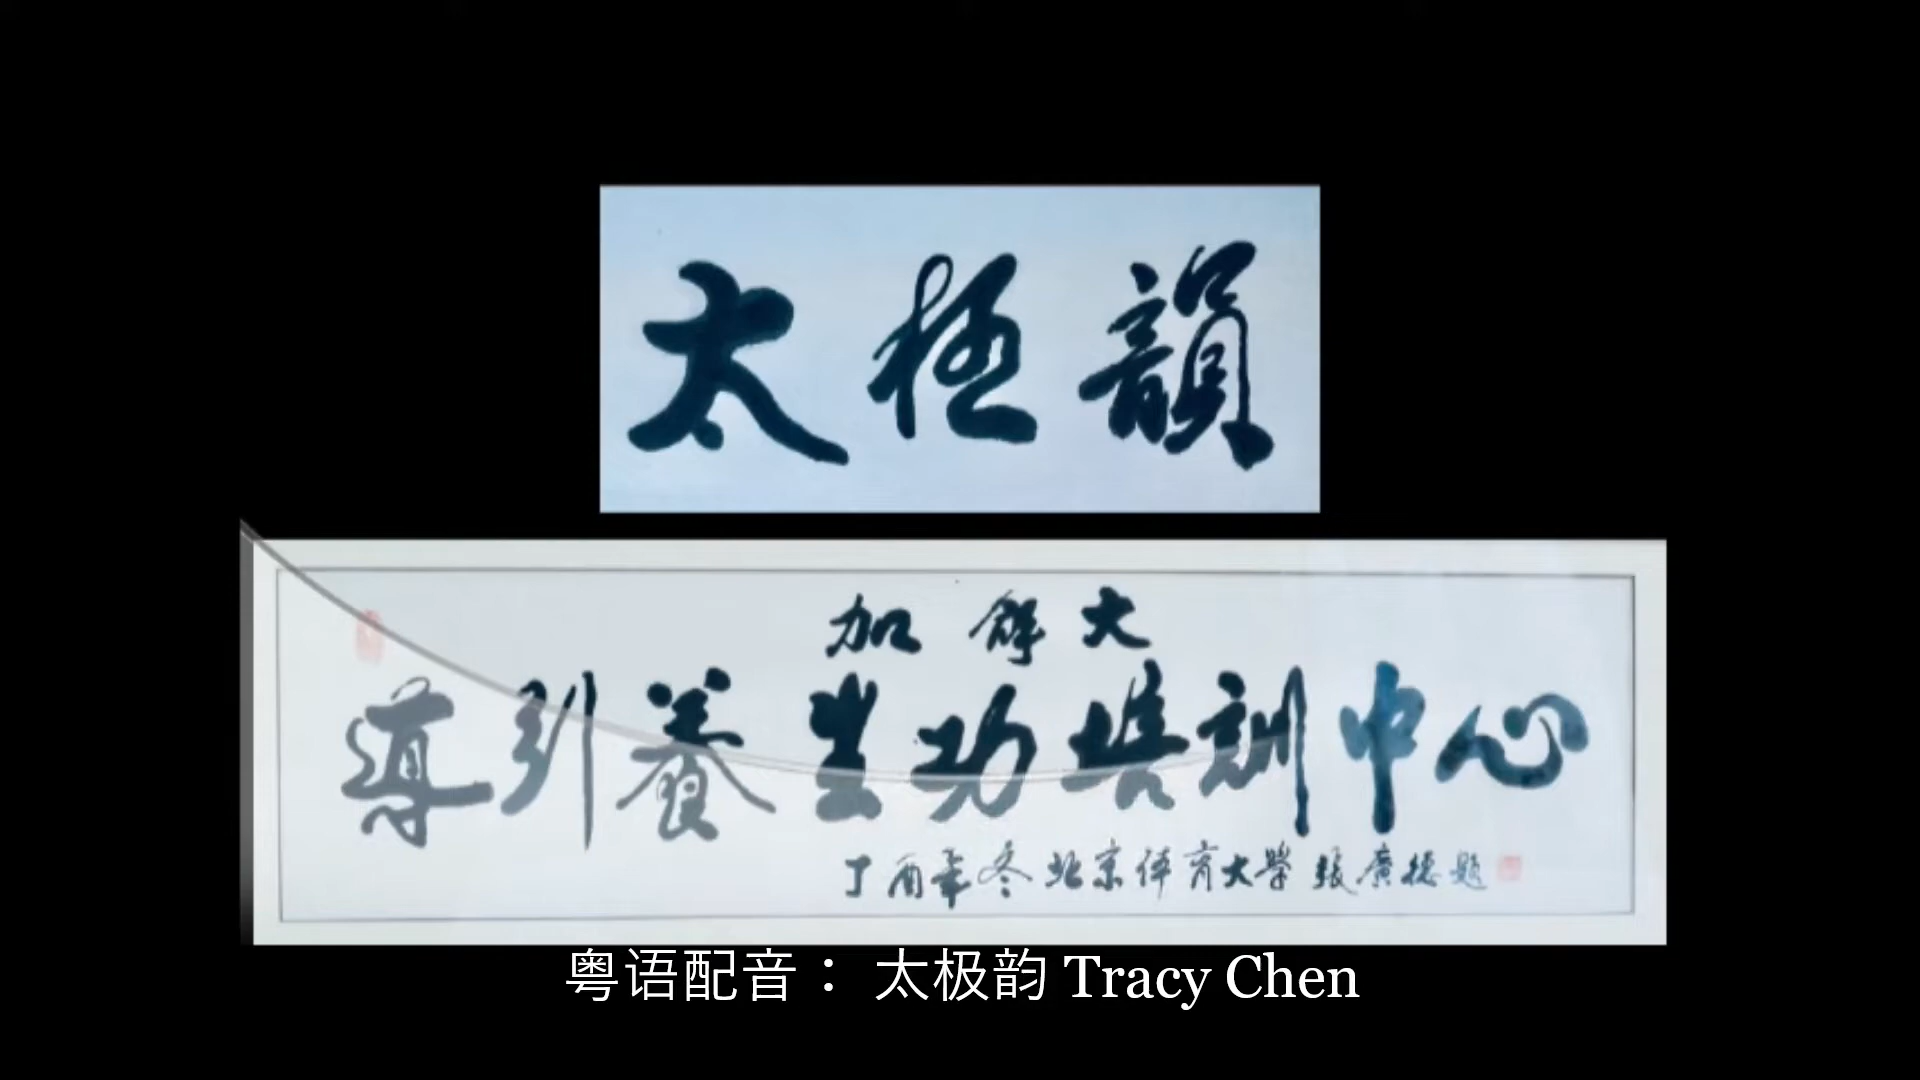 太極韻
加拿大
導引養生功培訓中心
丁酉年冬北京体育大學 張廣德題
粤语配音： 太极韵 Tracy Chen